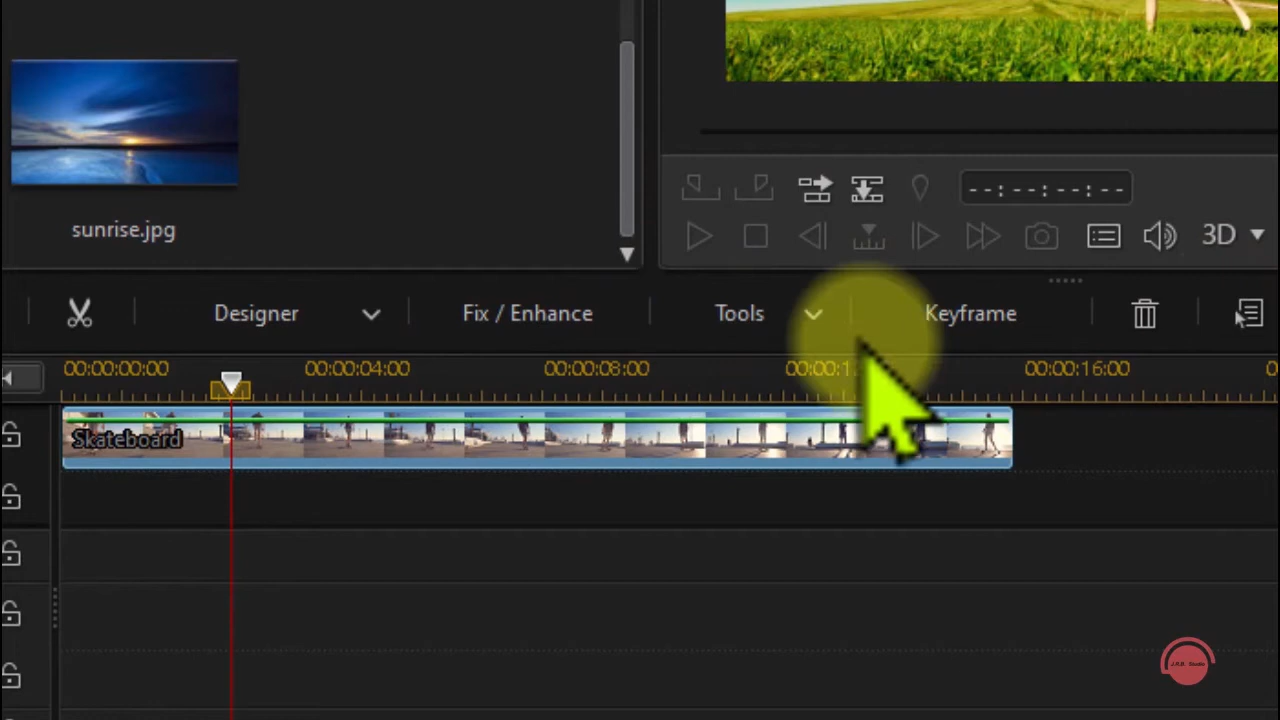 sunrise.jpg
--:--:--:--
3D
Designer
Fix / Enhance
Tools
Keyframe
00:00:00:00
00:00:04:00
00:00:08:00
00:00:16:00
Skateboard
J.R.B. Studio